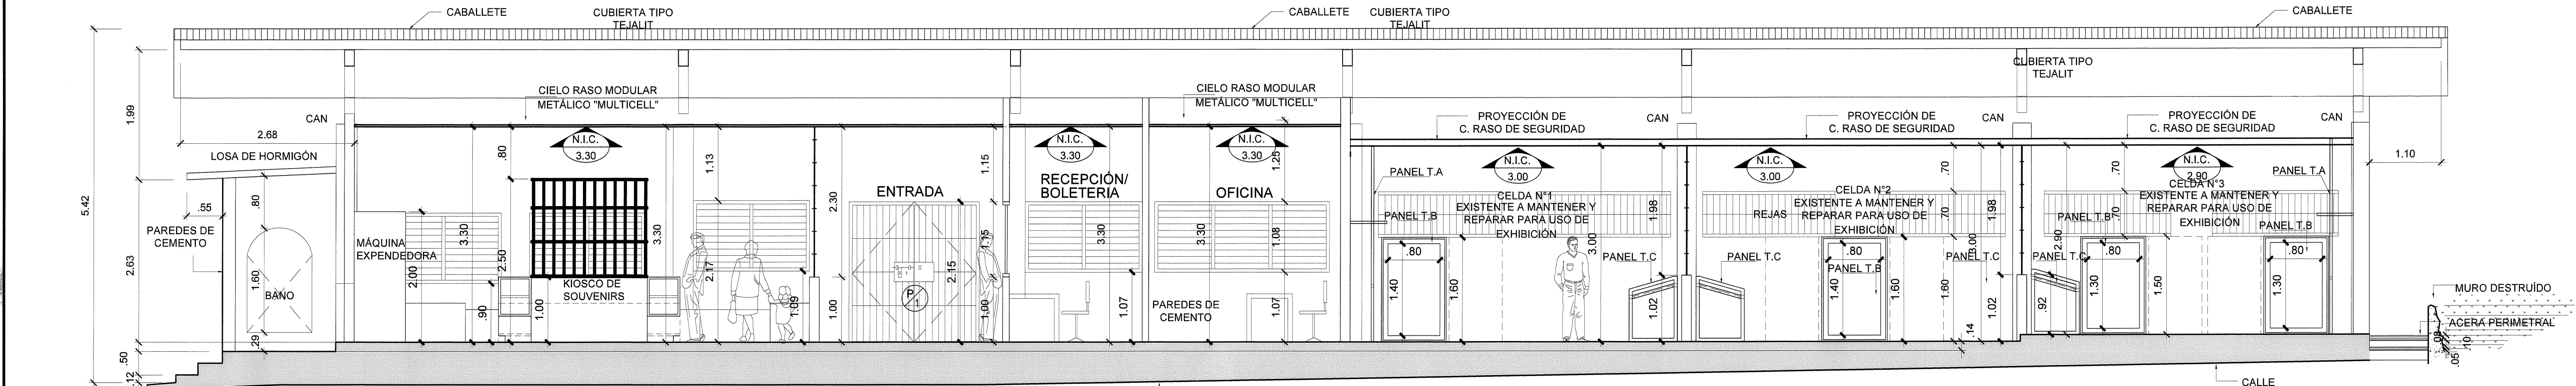 CABALLETE
CUBIERTA TIPO
TEJALIT
CABALLETE
CUBIERTA TIPO
TEJALIT
CABALLETE
CUBIERTA TIPO
TEJALIT
CIELO RASO MODULAR
METÁLICO "MULTICELL"
CIELO RASO MODULAR
METÁLICO "MULTICELL"
PROYECCIÓN DE
C. RASO DE SEGURIDAD
PROYECCIÓN DE
C. RASO DE SEGURIDAD
PROYECCIÓN DE
C. RASO DE SEGURIDAD
CAN
CAN
CAN
CAN
5.42
1.99
2.63
.50
.12
2.68
LOSA DE HORMIGÓN
.55
PAREDES DE
CEMENTO
.80
1.60
BAÑO
.29
MÁQUINA
EXPENDEDORA
2.00
3.30
.90
.80
2.50
N.I.C.
3.30
1.00
KIOSCO DE
SOUVENIRS
3.30
1.13
2.17
1.09
2.30
1.00
ENTRADA
P
1
2.15
1.15
1.15
1.00
N.I.C.
3.30
RECEPCIÓN/
BOLETERÍA
3.30
1.07
N.I.C.
3.30
OFICINA
3.30
1.25
1.08
1.07
PAREDES DE
CEMENTO
PANEL T.A
PANEL T.B
N.I.C.
3.00
CELDA N°1
EXISTENTE A MANTENER Y
REPARAR PARA USO DE
EXHIBICIÓN
.80
1.40
1.60
3.00
1.98
PANEL T.C
1.02
N.I.C.
3.00
CELDA N°2
EXISTENTE A MANTENER Y
REPARAR PARA USO DE
EXHIBICIÓN
REJAS
PANEL T.C
.80
PANEL T.B
1.40
1.60
1.60
.70
.70
3.00
.14
1.98
PANEL T.C
1.02
N.I.C.
2.90
CELDA N°3
EXISTENTE A MANTENER Y
REPARAR PARA USO DE
EXHIBICIÓN
PANEL T.A
PANEL T.B
PANEL T.B
PANEL T.C
2.90
.92
.70
.70
.80
1.30
1.50
.80
1.30
1.10
MURO DESTRUÍDO
ACERA PERIMETRAL
.08
.05
.10
CALLE